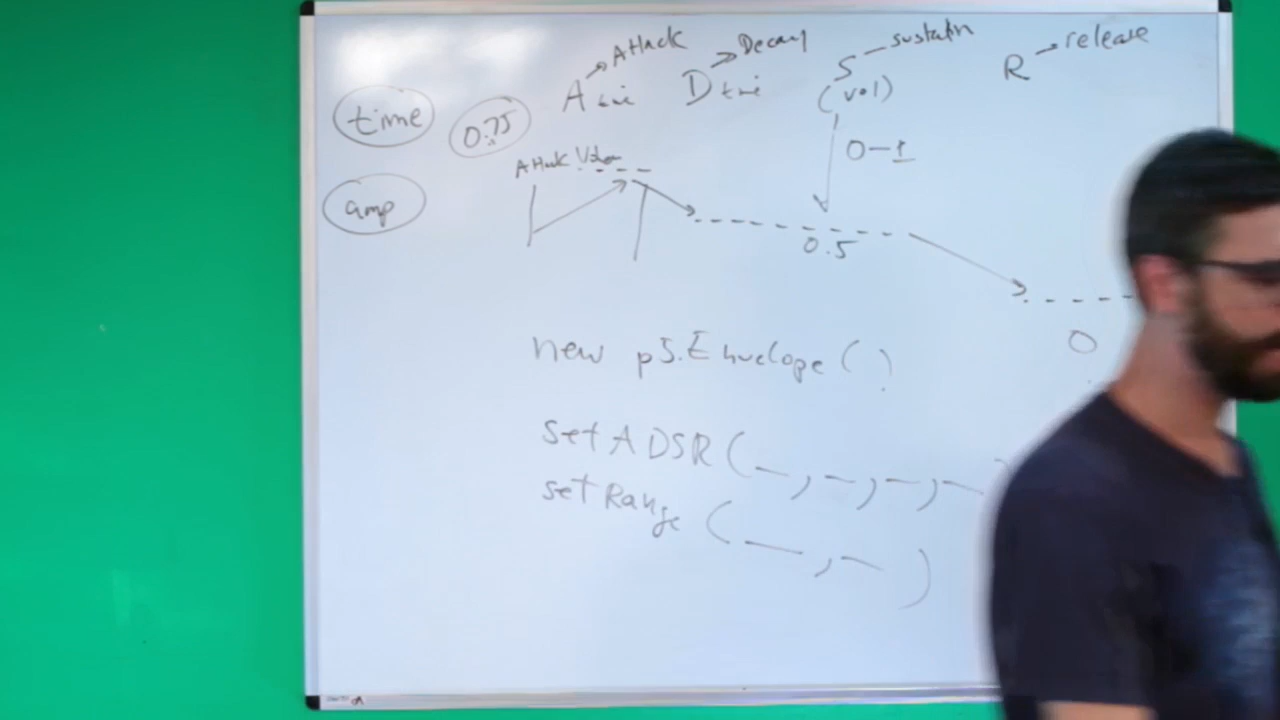 Attack Decay sustain release
A time D time S R
(vol)
time 0.75 0-1
Attack
amp
0.5
0
new p5.Envelope()
setADSR(_,_,_,_
setRange(_,_)